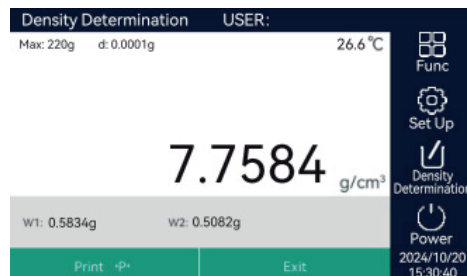 Density Determination USER:
Max: 220g d: 0.0001g 26.6 °C
7.7584 g/cm³
W1: 0.5834g W2: 0.5082g
Print ·P· Exit
Func
Set Up
Density
Determination
Power
2024/10/20
15:30:40